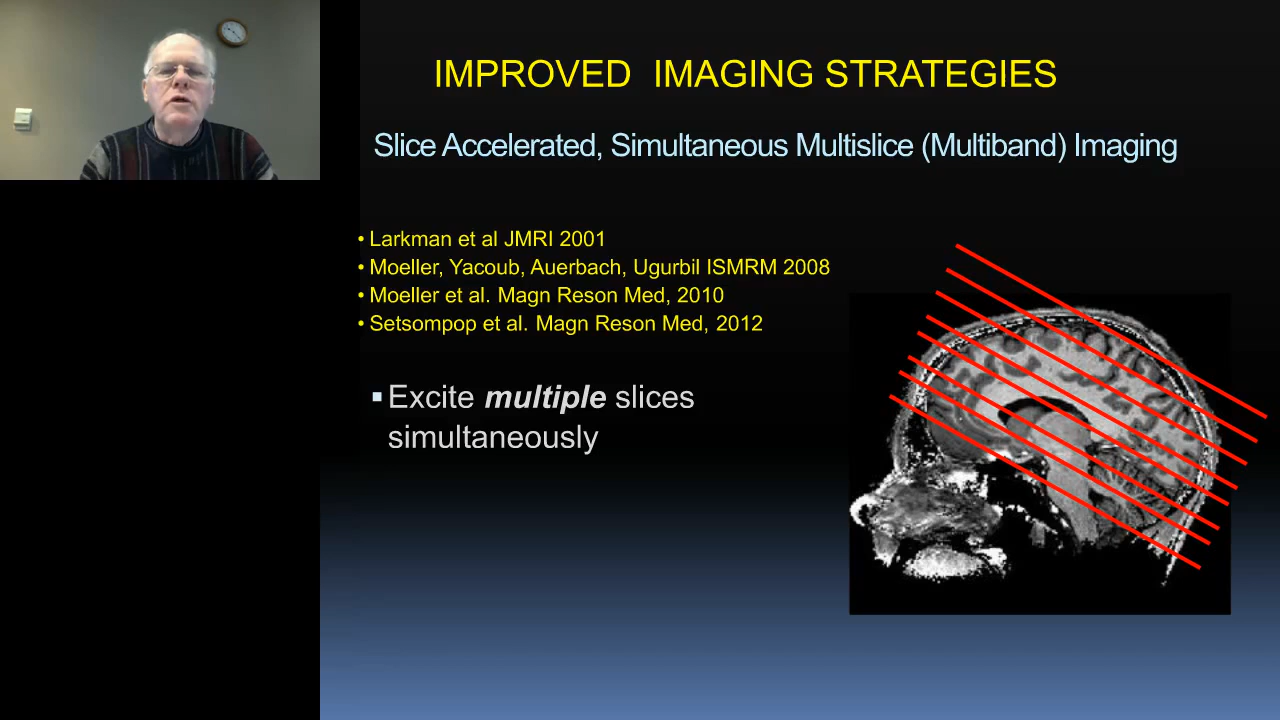 IMPROVED IMAGING STRATEGIES
Slice Accelerated, Simultaneous Multislice (Multiband) Imaging
• Larkman et al JMRI 2001
• Moeller, Yacoub, Auerbach, Ugurbil ISMRM 2008
• Moeller et al. Magn Reson Med, 2010
• Setsompop et al. Magn Reson Med, 2012
▪ Excite multiple slices
simultaneously